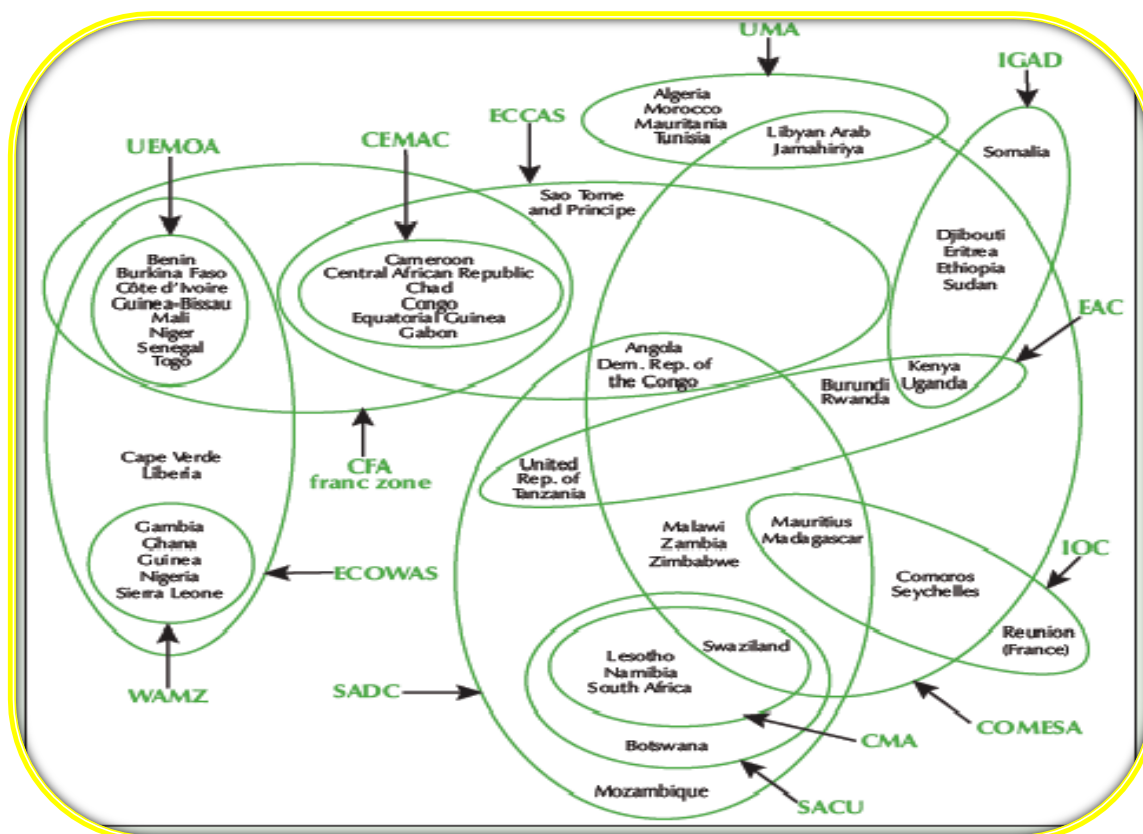 UMA
IGAD
ECCAS
CEMAC
UEMOA
Algeria
Morocco
Mauritania
Tunisia
Libyan Arab
Jamahiriya
Somalia
Sao Tome
and Principe
Benin
Burkina Faso
Côte d'Ivoire
Guinea-Bissau
Mali
Niger
Senegal
Togo
Cameroon
Central African Republic
Chad
Congo
Equatorial Guinea
Gabon
Djibouti
Eritrea
Ethiopia
Sudan
EAC
Angola
Dem. Rep. of
the Congo
Burundi
Rwanda
Kenya
Uganda
CFA
franc zone
Cape Verde
Liberia
United
Rep. of
Tanzania
Gambia
Ghana
Guinea
Nigeria
Sierra Leone
ECOWAS
Malawi
Zambia
Zimbabwe
Mauritius
Madagascar
IOC
Comoros
Seychelles
Reunion
(France)
WAMZ
SADC
Swaziland
Lesotho
Namibia
South Africa
CMA
COMESA
Botswana
Mozambique
SACU